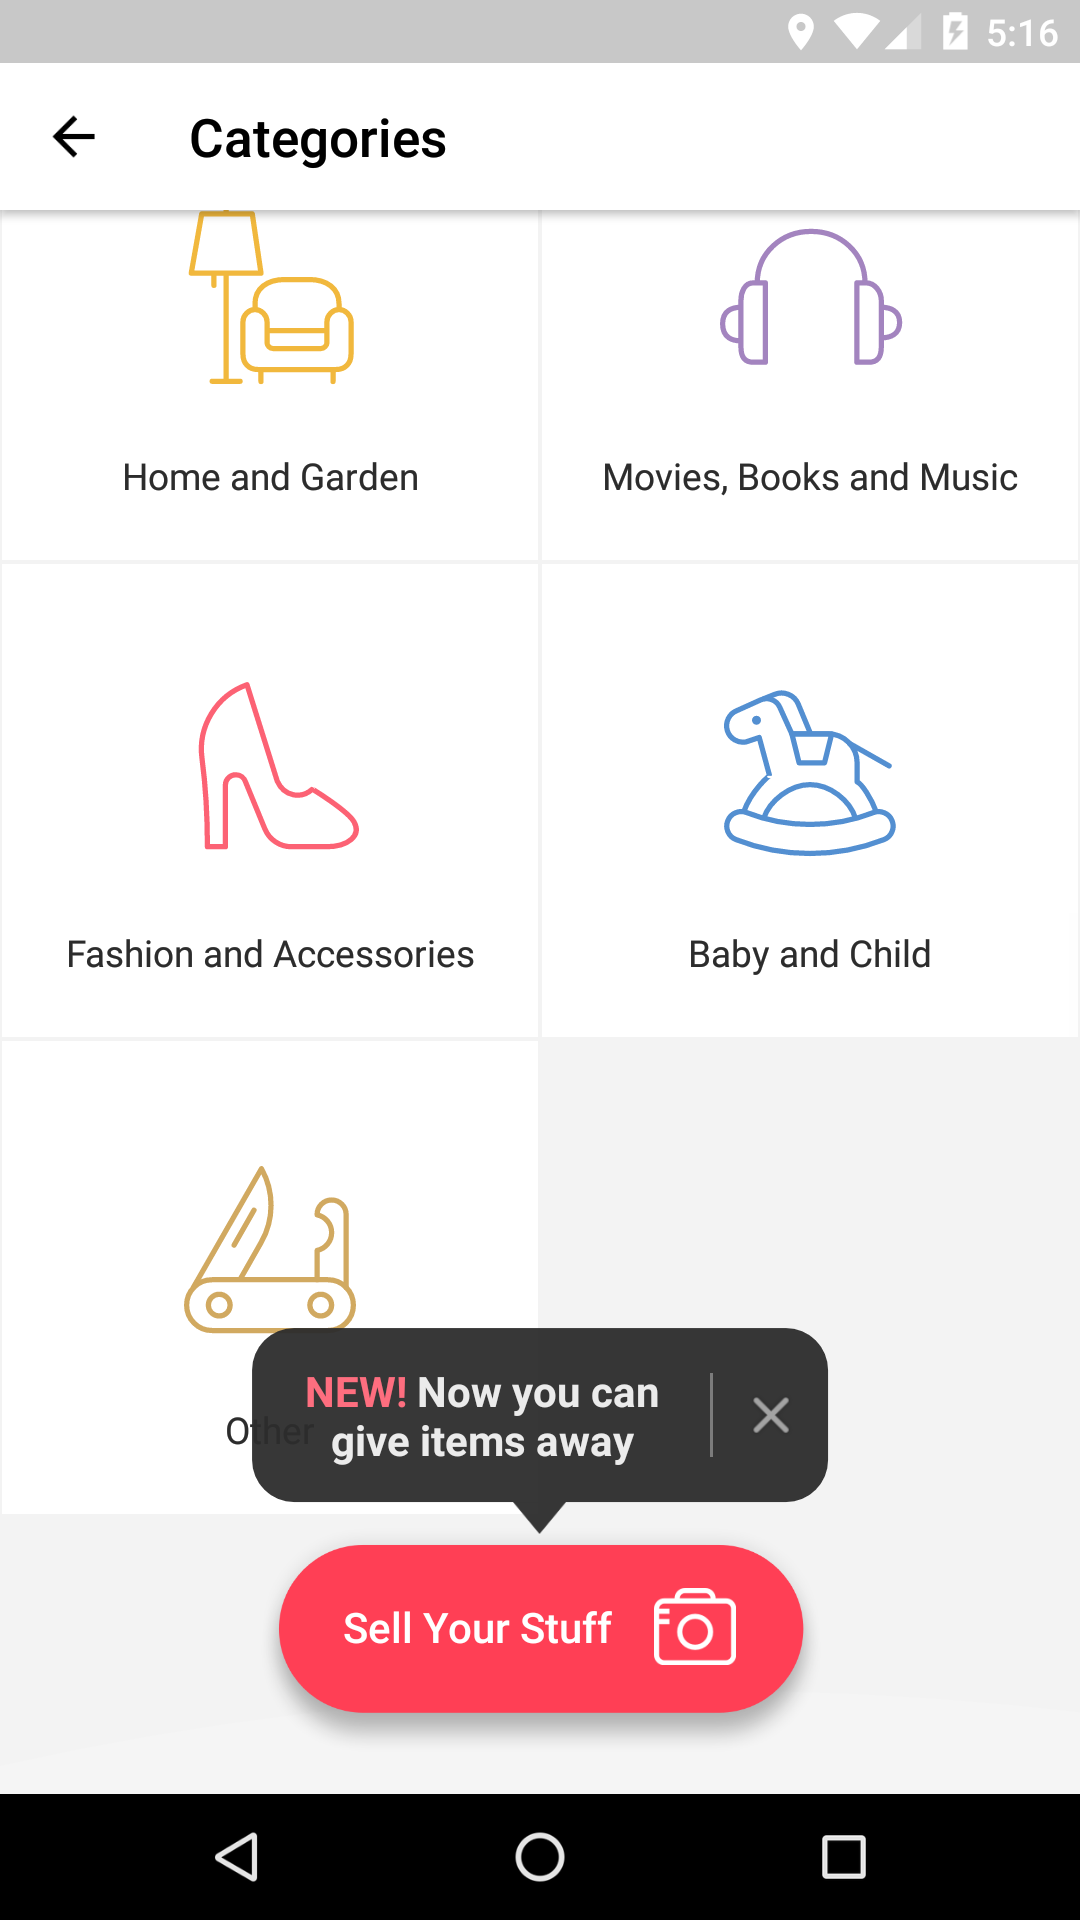 5:16
Categories
Home and Garden
Movies, Books and Music
Fashion and Accessories
Baby and Child
Other
NEW! Now you can
give items away
Sell Your Stuff